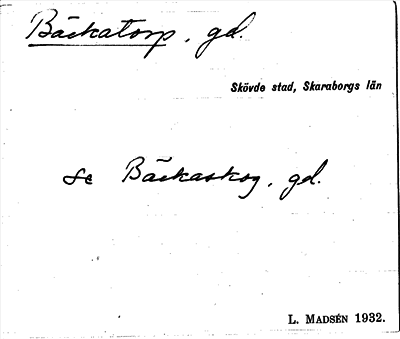 Bäckatorp, gd.
Skövde stad, Skaraborgs län
se Bäckaskog, gd.
L. MADSÉN 1932.